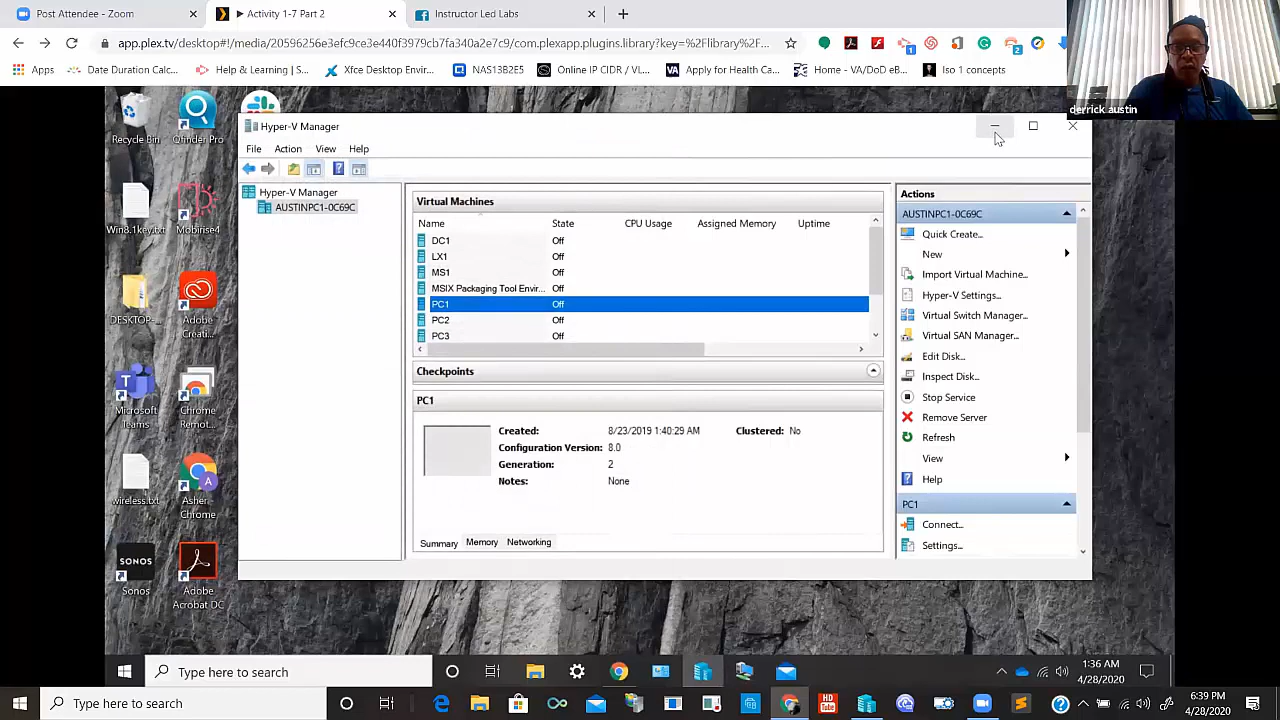 Post Attendee - Zoom
Activity 1-7 Part 2
Instructor Led Labs
app.plex.tv/desktop#!/media/20596256e3efc9ce3e440f3979cb7fa340a2e7c9/com.plexapp.plugins.library?key=%2Flibrary%2F...
Apps
Date Duration Calc...
Help & Learning | S...
Xfce Desktop Envir...
NAS13B2E5
Online IP CIDR / VL...
Apply for Health Ca...
Home - VA/DoD eB...
Iso1 concepts
derrick austin
Recycle Bin
Qfinder Pro
Win8.1key.txt
Mobirise4
DESKTOP-...
Adobe
Creati...
Microsoft
Teams
Chrome
Remot...
wireless.txt
Asher -
Chrome
SONOS
Sonos
Adobe
Acrobat DC
Hyper-V Manager
File Action View Help
Hyper-V Manager
AUSTINPC1-0C69C
Virtual Machines
Name State CPU Usage Assigned Memory Uptime
DC1 Off
LX1 Off
MS1 Off
MSIX Packaging Tool Envir... Off
PC1 Off
PC2 Off
PC3 Off
Checkpoints
PC1
Created: 8/23/2019 1:40:29 AM Clustered: No
Configuration Version: 8.0
Generation: 2
Notes: None
Summary Memory Networking
Actions
AUSTINPC1-0C69C
Quick Create...
New
Import Virtual Machine...
Hyper-V Settings...
Virtual Switch Manager...
Virtual SAN Manager...
Edit Disk...
Inspect Disk...
Stop Service
Remove Server
Refresh
View
Help
PC1
Connect...
Settings...
Type here to search
1:36 AM
4/28/2020
Type here to search
HD
Tube
6:39 PM
4/28/2020